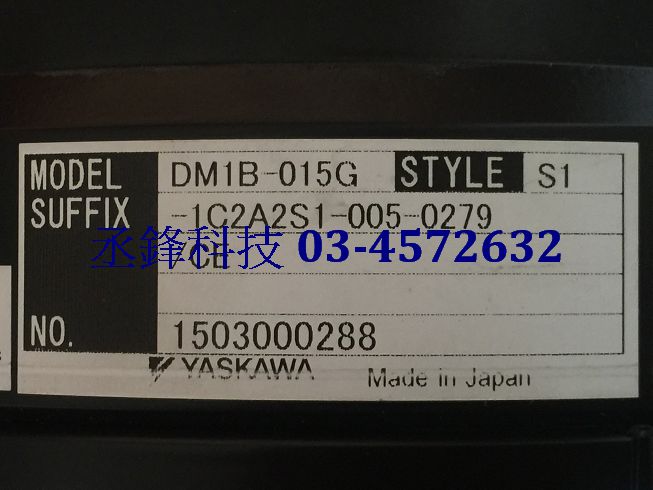 MODEL DM1B-015G STYLE S1
SUFFIX -1C2A2S1-005-0279
/CE
丞鋒科技 03-4572632
NO. 1503000288
YASKAWA Made in Japan